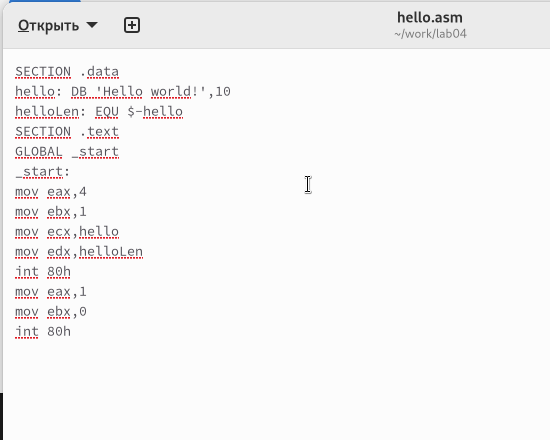 Открыть
hello.asm
~/work/lab04
SECTION .data
hello: DB 'Hello world!',10
helloLen: EQU $-hello
SECTION .text
GLOBAL _start
_start:
mov eax,4
mov ebx,1
mov ecx,hello
mov edx,helloLen
int 80h
mov eax,1
mov ebx,0
int 80h